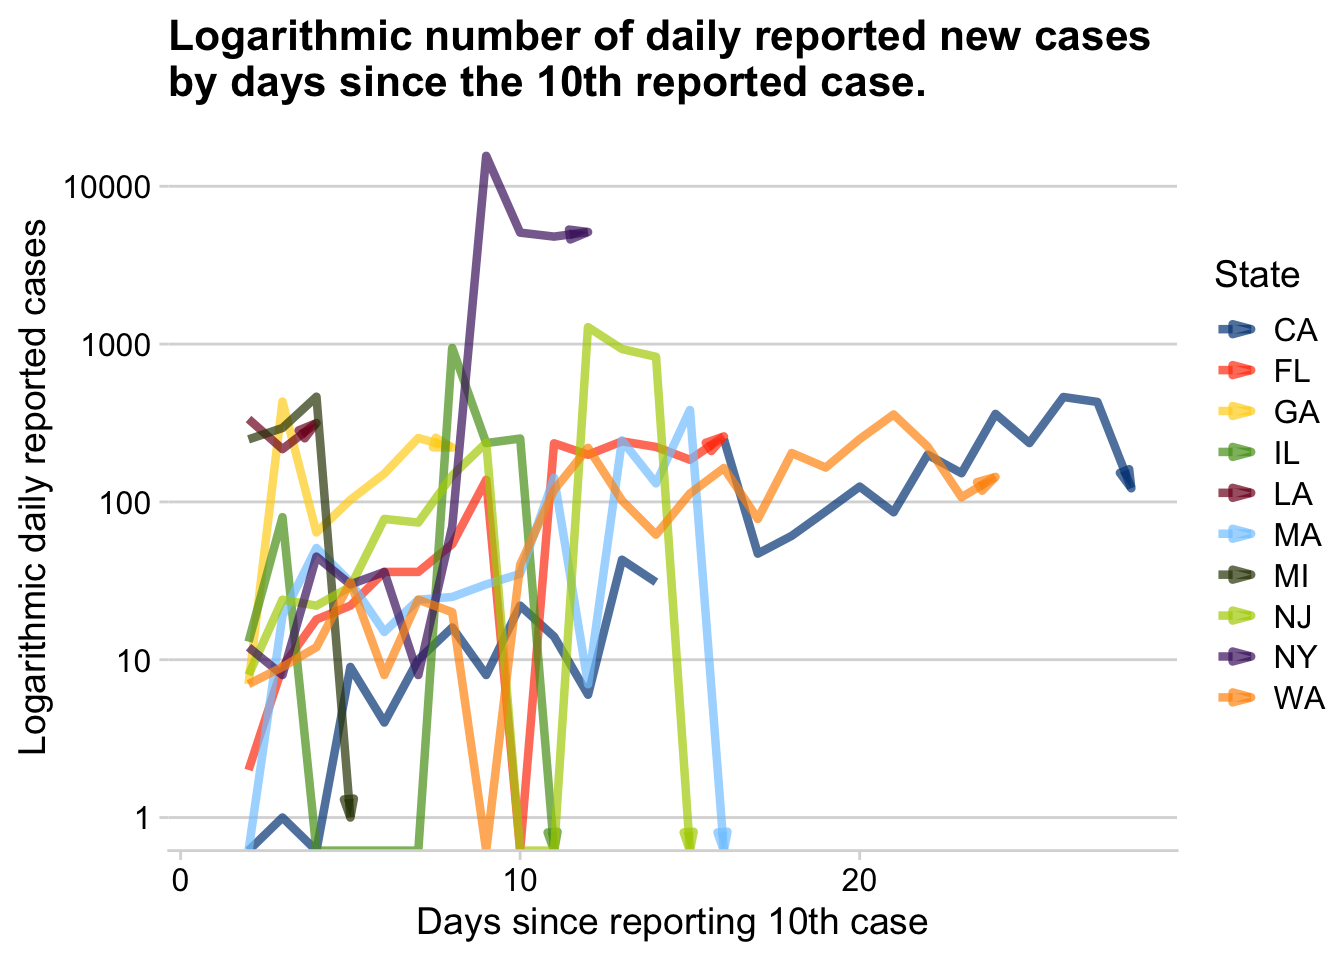 Logarithmic number of daily reported new cases
by days since the 10th reported case.
Logarithmic daily reported cases
10000
1000
100
10
1
0
10
20
Days since reporting 10th case
State
CA
FL
GA
IL
LA
MA
MI
NJ
NY
WA